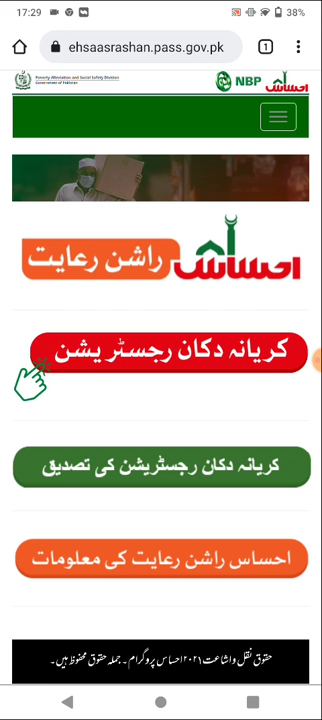 17:29
38%
ehsaasrashan.pass.gov.pk
1
Poverty Alleviation and Social Safety Division
Government of Pakistan
NBP
احساس
احساس راشن رعایت
کریانہ دکان رجسٹریشن
کریانہ دکان رجسٹریشن کی تصدیق
احساس راشن رعایت کی معلومات
حقوق نقل و اشاعت ۲۰۲۱ احساس پروگرام۔ جملہ حقوق محفوظ ہیں۔